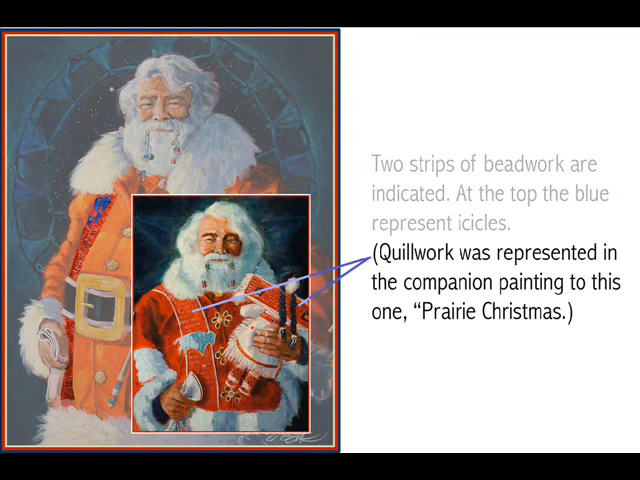 Two strips of beadwork are
indicated. At the top the blue
represent icicles.
(Quillwork was represented in
the companion painting to this
one, “Prairie Christmas.)